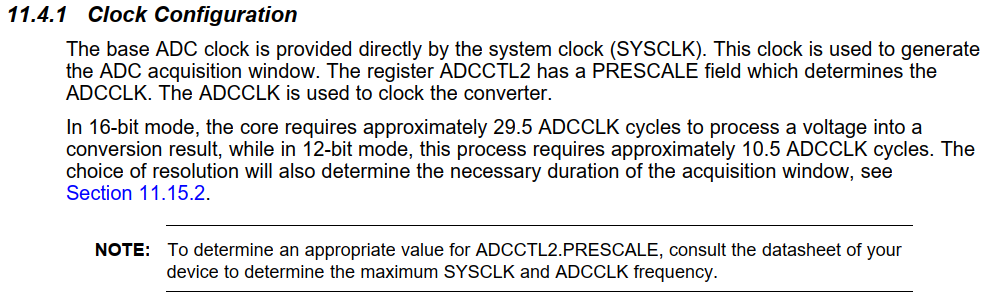 11.4.1 Clock Configuration
The base ADC clock is provided directly by the system clock (SYSCLK). This clock is used to generate
the ADC acquisition window. The register ADCCTL2 has a PRESCALE field which determines the
ADCCLK. The ADCCLK is used to clock the converter.
In 16-bit mode, the core requires approximately 29.5 ADCCLK cycles to process a voltage into a
conversion result, while in 12-bit mode, this process requires approximately 10.5 ADCCLK cycles. The
choice of resolution will also determine the necessary duration of the acquisition window, see
Section 11.15.2.
NOTE: To determine an appropriate value for ADCCTL2.PRESCALE, consult the datasheet of your
device to determine the maximum SYSCLK and ADCCLK frequency.